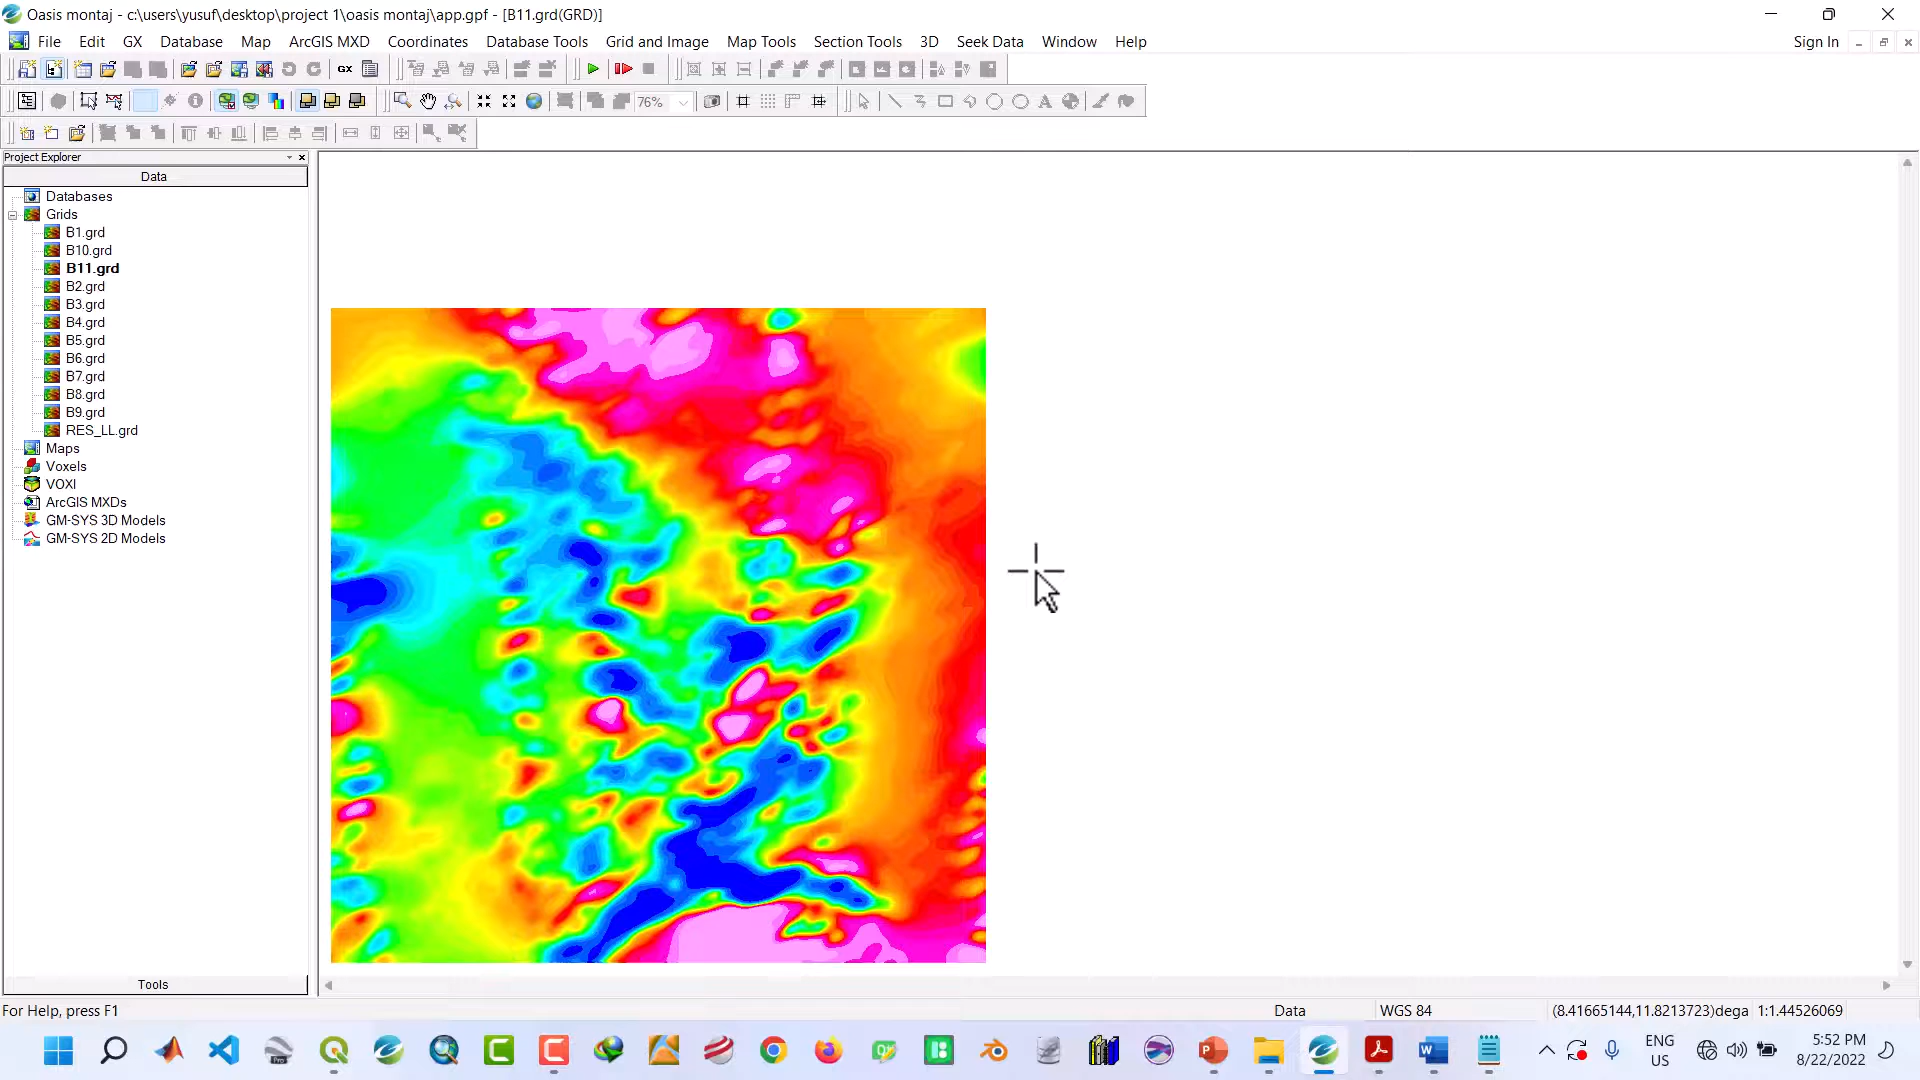 Oasis montaj - c:\users\yusuf\desktop\project 1\oasis montaj\app.gpf - [B11.grd(GRD)]
File Edit GX Database Map ArcGIS MXD Coordinates Database Tools Grid and Image Map Tools Section Tools 3D Seek Data Window Help Sign In
GX
76%
Project Explorer
Data
Databases
Grids
B1.grd
B10.grd
B11.grd
B2.grd
B3.grd
B4.grd
B5.grd
B6.grd
B7.grd
B8.grd
B9.grd
RES_LL.grd
Maps
Voxels
VOXI
ArcGIS MXDs
GM-SYS 3D Models
GM-SYS 2D Models
Tools
For Help, press F1 Data WGS 84 (8.41665144,11.8213723)dega 1:1.44526069
ENG
US
5:52 PM
8/22/2022